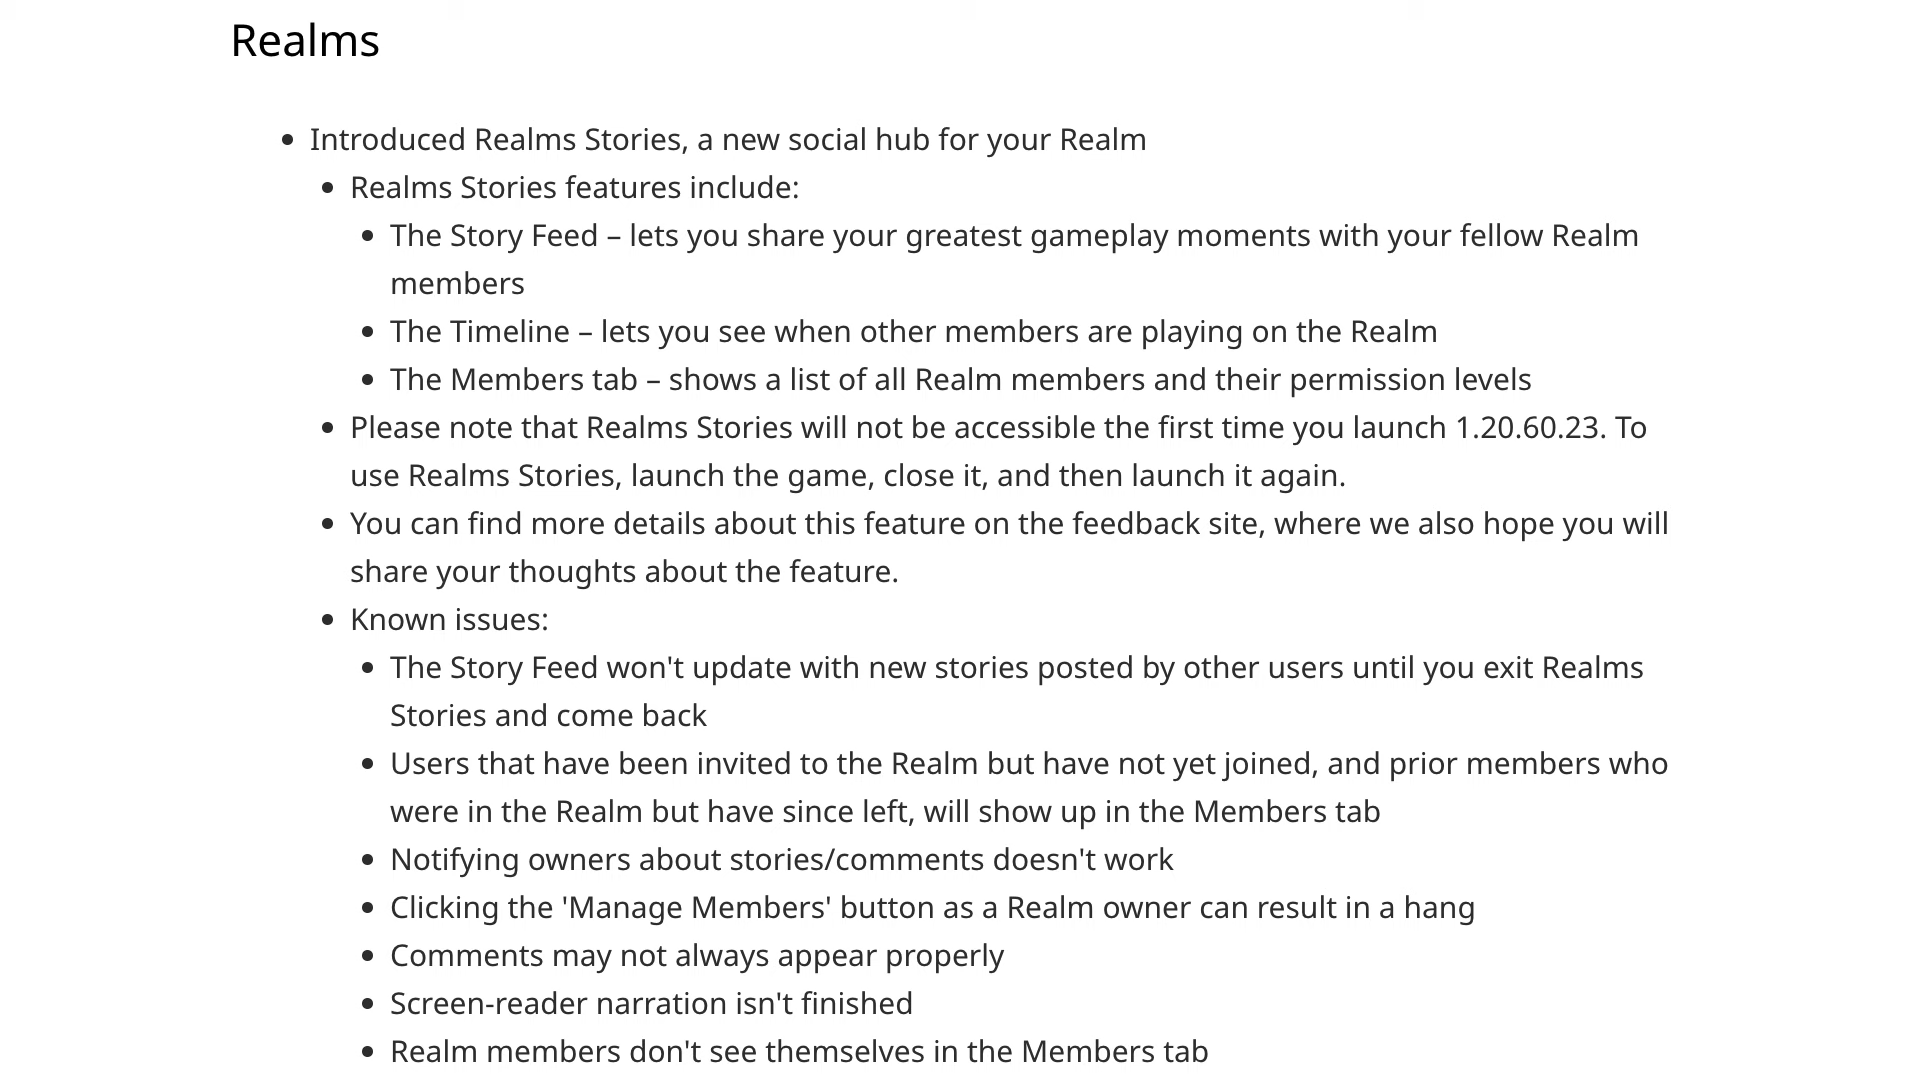 Realms
Introduced Realms Stories, a new social hub for your Realm
Realms Stories features include:
The Story Feed – lets you share your greatest gameplay moments with your fellow Realm
members
The Timeline – lets you see when other members are playing on the Realm
The Members tab – shows a list of all Realm members and their permission levels
Please note that Realms Stories will not be accessible the first time you launch 1.20.60.23. To
use Realms Stories, launch the game, close it, and then launch it again.
You can find more details about this feature on the feedback site, where we also hope you will
share your thoughts about the feature.
Known issues:
The Story Feed won't update with new stories posted by other users until you exit Realms
Stories and come back
Users that have been invited to the Realm but have not yet joined, and prior members who
were in the Realm but have since left, will show up in the Members tab
Notifying owners about stories/comments doesn't work
Clicking the 'Manage Members' button as a Realm owner can result in a hang
Comments may not always appear properly
Screen-reader narration isn't finished
Realm members don't see themselves in the Members tab